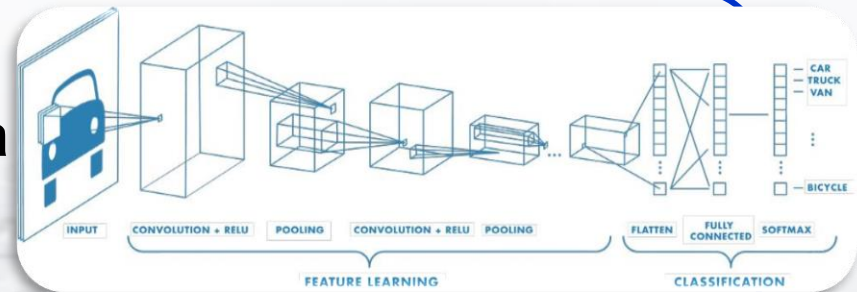 CAR
TRUCK
VAN
BICYCLE
INPUT CONVOLUTION + RELU POOLING CONVOLUTION + RELU POOLING FLATTEN FULLY CONNECTED SOFTMAX
FEATURE LEARNING CLASSIFICATION